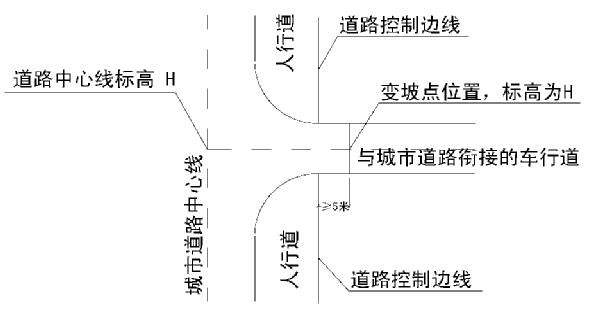 人行道
道路控制边线
道路中心线标高 H
变坡点位置，标高为H
与城市道路衔接的车行道
城市道路中心线
≥5米
人行道
道路控制边线